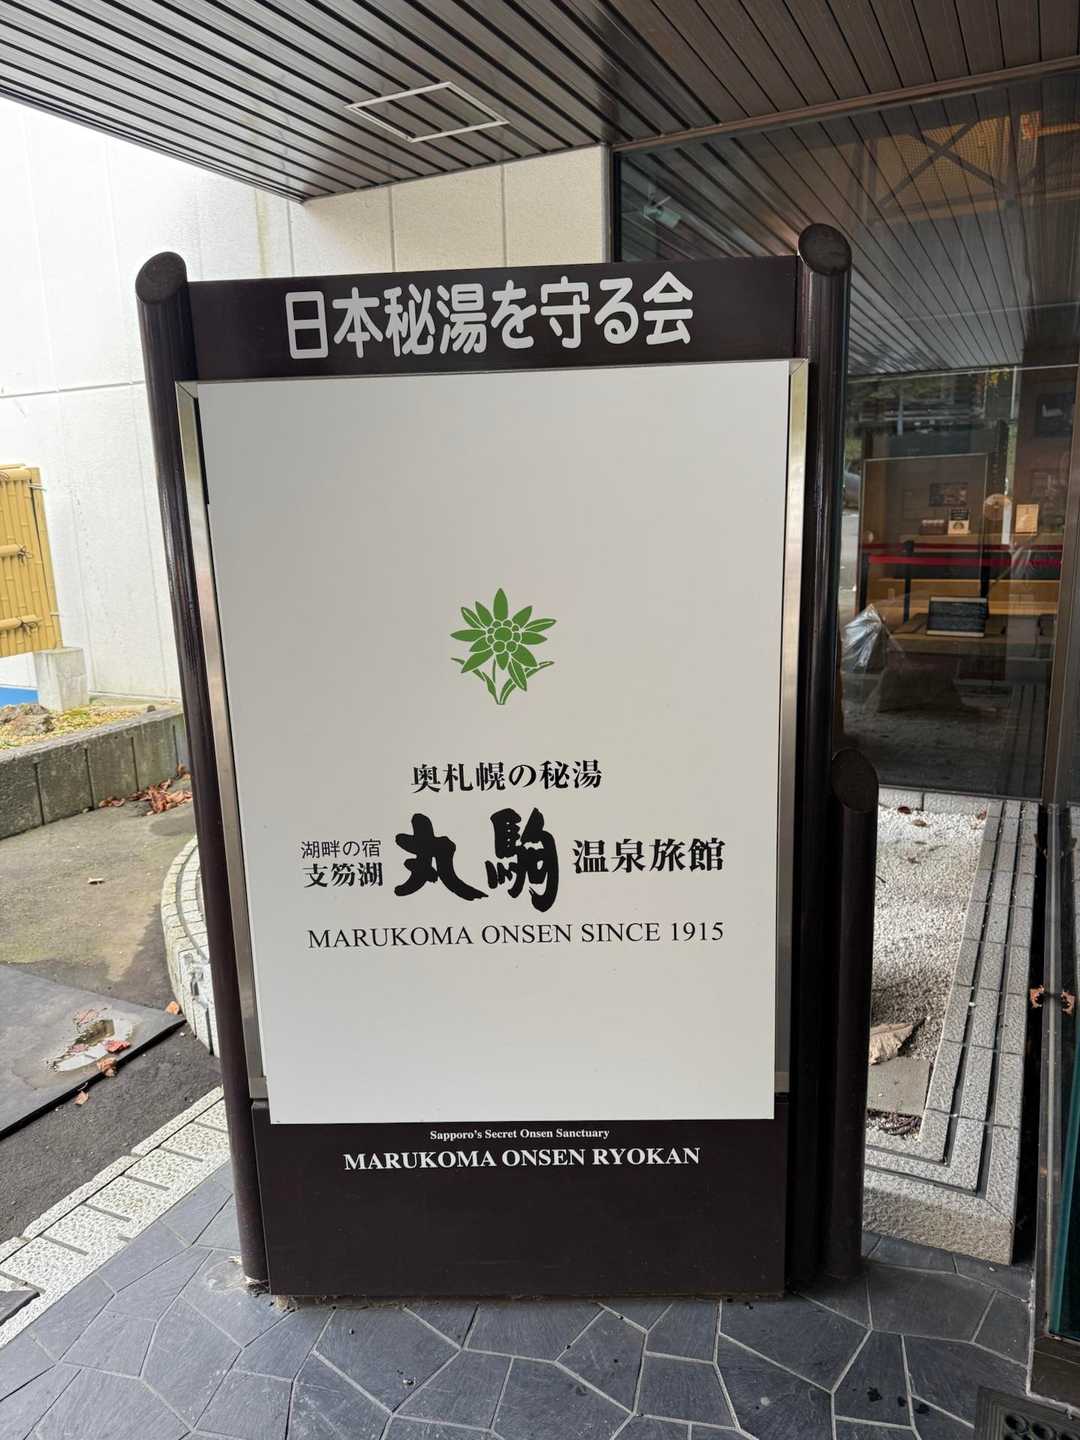 日本秘湯を守る会
奥札幌の秘湯
湖畔の宿
支笏湖
丸駒
温泉旅館
MARUKOMA ONSEN SINCE 1915
Sapporo's Secret Onsen Sanctuary
MARUKOMA ONSEN RYOKAN